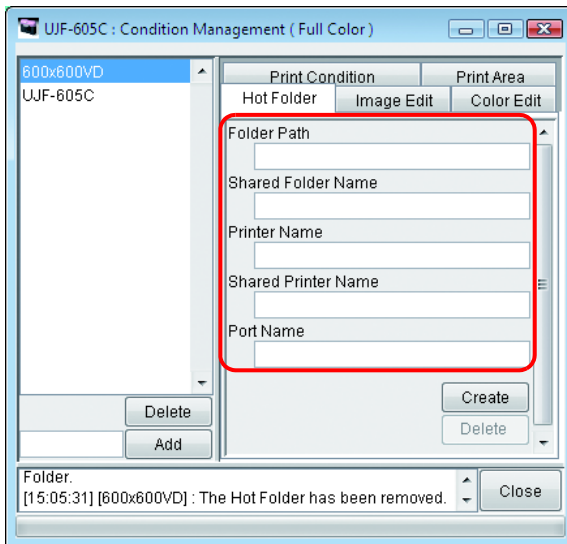 UJF-605C : Condition Management ( Full Color )
600x600VD
UJF-605C
Print Condition
Print Area
Hot Folder
Image Edit
Color Edit
Folder Path
Shared Folder Name
Printer Name
Shared Printer Name
Port Name
Create
Delete
Delete
Add
Folder.
[15:05:31] [600x600VD] : The Hot Folder has been removed.
Close